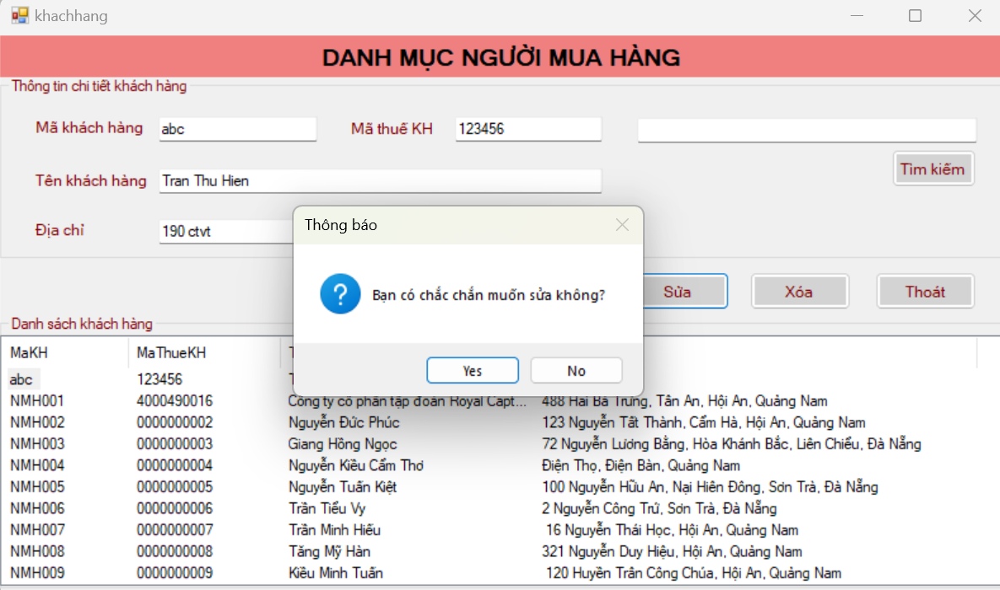 khachhang
DANH MỤC NGƯỜI MUA HÀNG
Thông tin chi tiết khách hàng
Mã khách hàng abc Mã thuế KH 123456
Tìm kiếm
Tên khách hàng Tran Thu Hien
Địa chỉ 190 ctvt
Thông báo
Bạn có chắc chắn muốn sửa không?
Yes No
Sửa Xóa Thoát
Danh sách khách hàng
MaKH MaThueKH
abc 123456
NMH001 4000490016 Công ty cổ phần tập đoàn Royal Capt... 488 Hai Bà Trưng, Tân An, Hội An, Quảng Nam
NMH002 0000000002 Nguyễn Đức Phúc 123 Nguyễn Tất Thành, Cẩm Hà, Hội An, Quảng Nam
NMH003 0000000003 Giang Hồng Ngọc 72 Nguyễn Lương Bằng, Hòa Khánh Bắc, Liên Chiểu, Đà Nẵng
NMH004 0000000004 Nguyễn Kiều Cẩm Thơ Điện Thọ, Điện Bàn, Quảng Nam
NMH005 0000000005 Nguyễn Tuấn Kiệt 100 Nguyễn Hữu An, Nại Hiên Đông, Sơn Trà, Đà Nẵng
NMH006 0000000006 Trần Tiểu Vy 2 Nguyễn Công Trứ, Sơn Trà, Đà Nẵng
NMH007 0000000007 Trần Minh Hiếu 16 Nguyễn Thái Học, Hội An, Quảng Nam
NMH008 0000000008 Tăng Mỹ Hàn 321 Nguyễn Duy Hiệu, Hội An, Quảng Nam
NMH009 0000000009 Kiều Minh Tuấn 120 Huyền Trân Công Chúa, Hội An, Quảng Nam